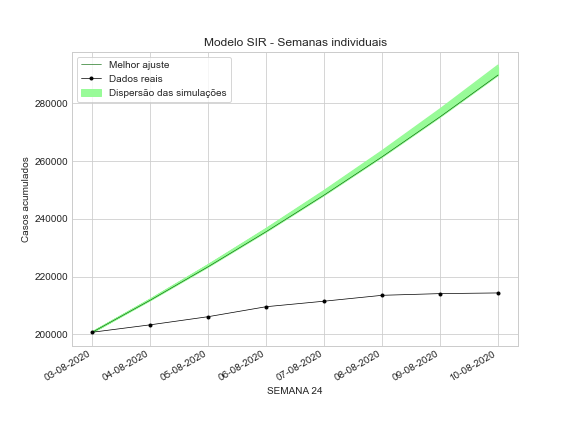 Modelo SIR - Semanas individuais
Melhor ajuste
Dados reais
Dispersão das simulações
Casos acumulados
280000
260000
240000
220000
200000
03-08-2020
04-08-2020
05-08-2020
06-08-2020
07-08-2020
08-08-2020
09-08-2020
10-08-2020
SEMANA 24